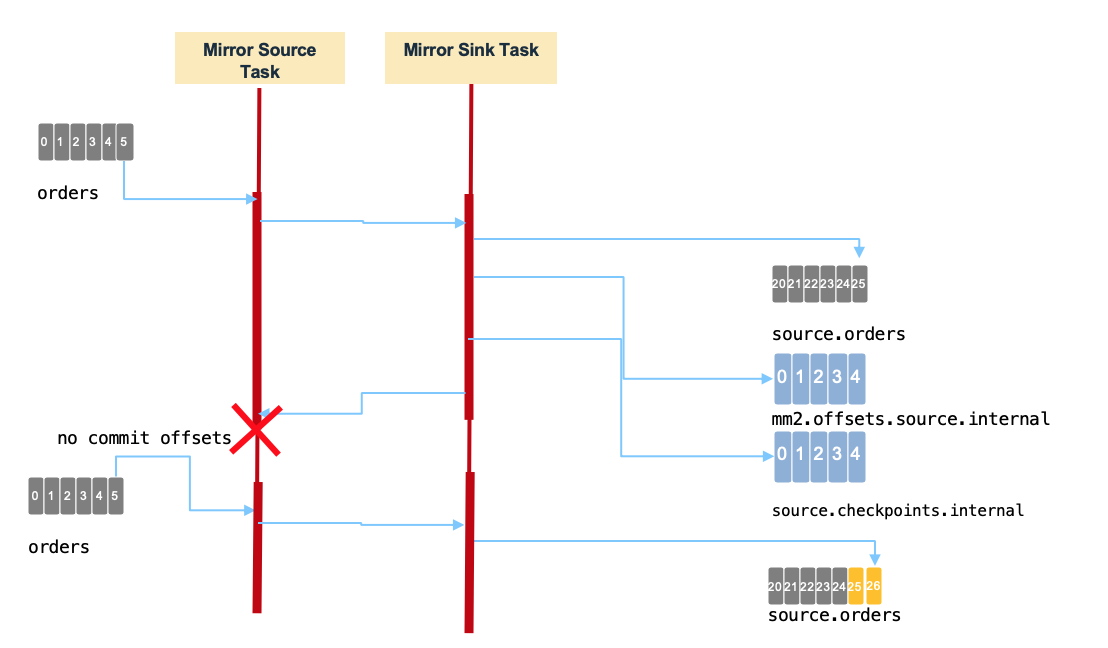 Mirror Source
Task
Mirror Sink Task
0 1 2 3 4 5
orders
20 21 22 23 24 25
source.orders
0 1 2 3 4
mm2.offsets.source.internal
no commit offsets
0 1 2 3 4
0 1 2 3 4 5
source.checkpoints.internal
orders
20 21 22 23 24 25 26
source.orders